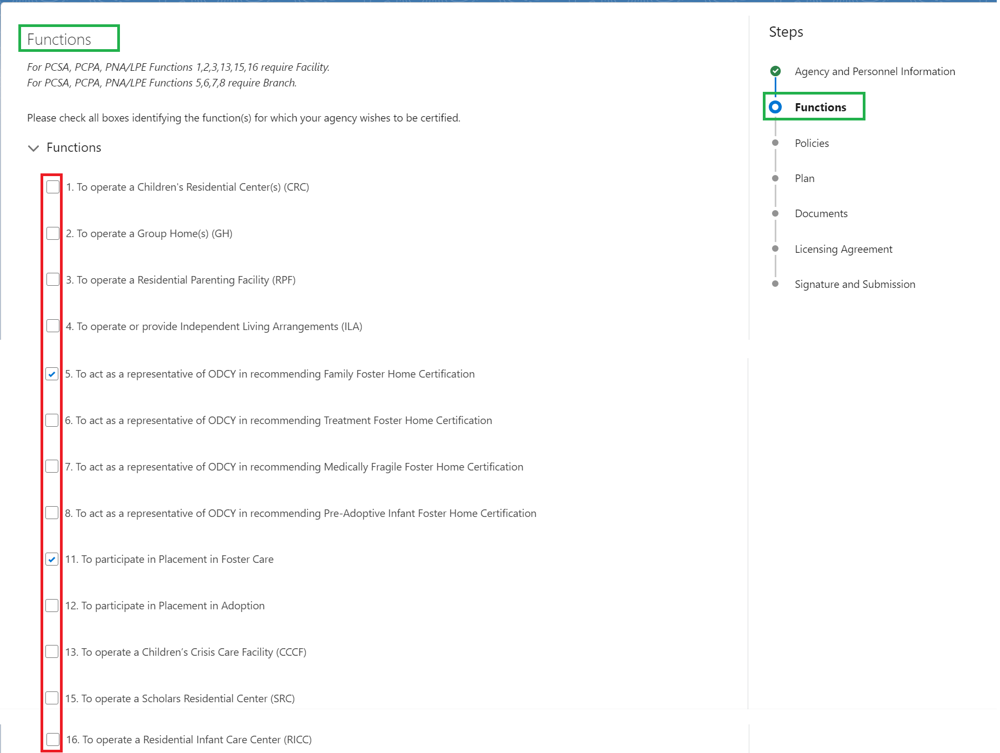 Functions
For PCSA, PCPA, PNA/LPE Functions 1,2,3,13,15,16 require Facility.
For PCSA, PCPA, PNA/LPE Functions 5,6,7,8 require Branch.
Please check all boxes identifying the function(s) for which your agency wishes to be certified.
Functions
1. To operate a Children's Residential Center(s) (CRC)
2. To operate a Group Home(s) (GH)
3. To operate a Residential Parenting Facility (RPF)
4. To operate or provide Independent Living Arrangements (ILA)
5. To act as a representative of ODCY in recommending Family Foster Home Certification
6. To act as a representative of ODCY in recommending Treatment Foster Home Certification
7. To act as a representative of ODCY in recommending Medically Fragile Foster Home Certification
8. To act as a representative of ODCY in recommending Pre-Adoptive Infant Foster Home Certification
11. To participate in Placement in Foster Care
12. To participate in Placement in Adoption
13. To operate a Children’s Crisis Care Facility (CCCF)
15. To operate a Scholars Residential Center (SRC)
16. To operate a Residential Infant Care Center (RICC)
Steps
Agency and Personnel Information
Functions
Policies
Plan
Documents
Licensing Agreement
Signature and Submission